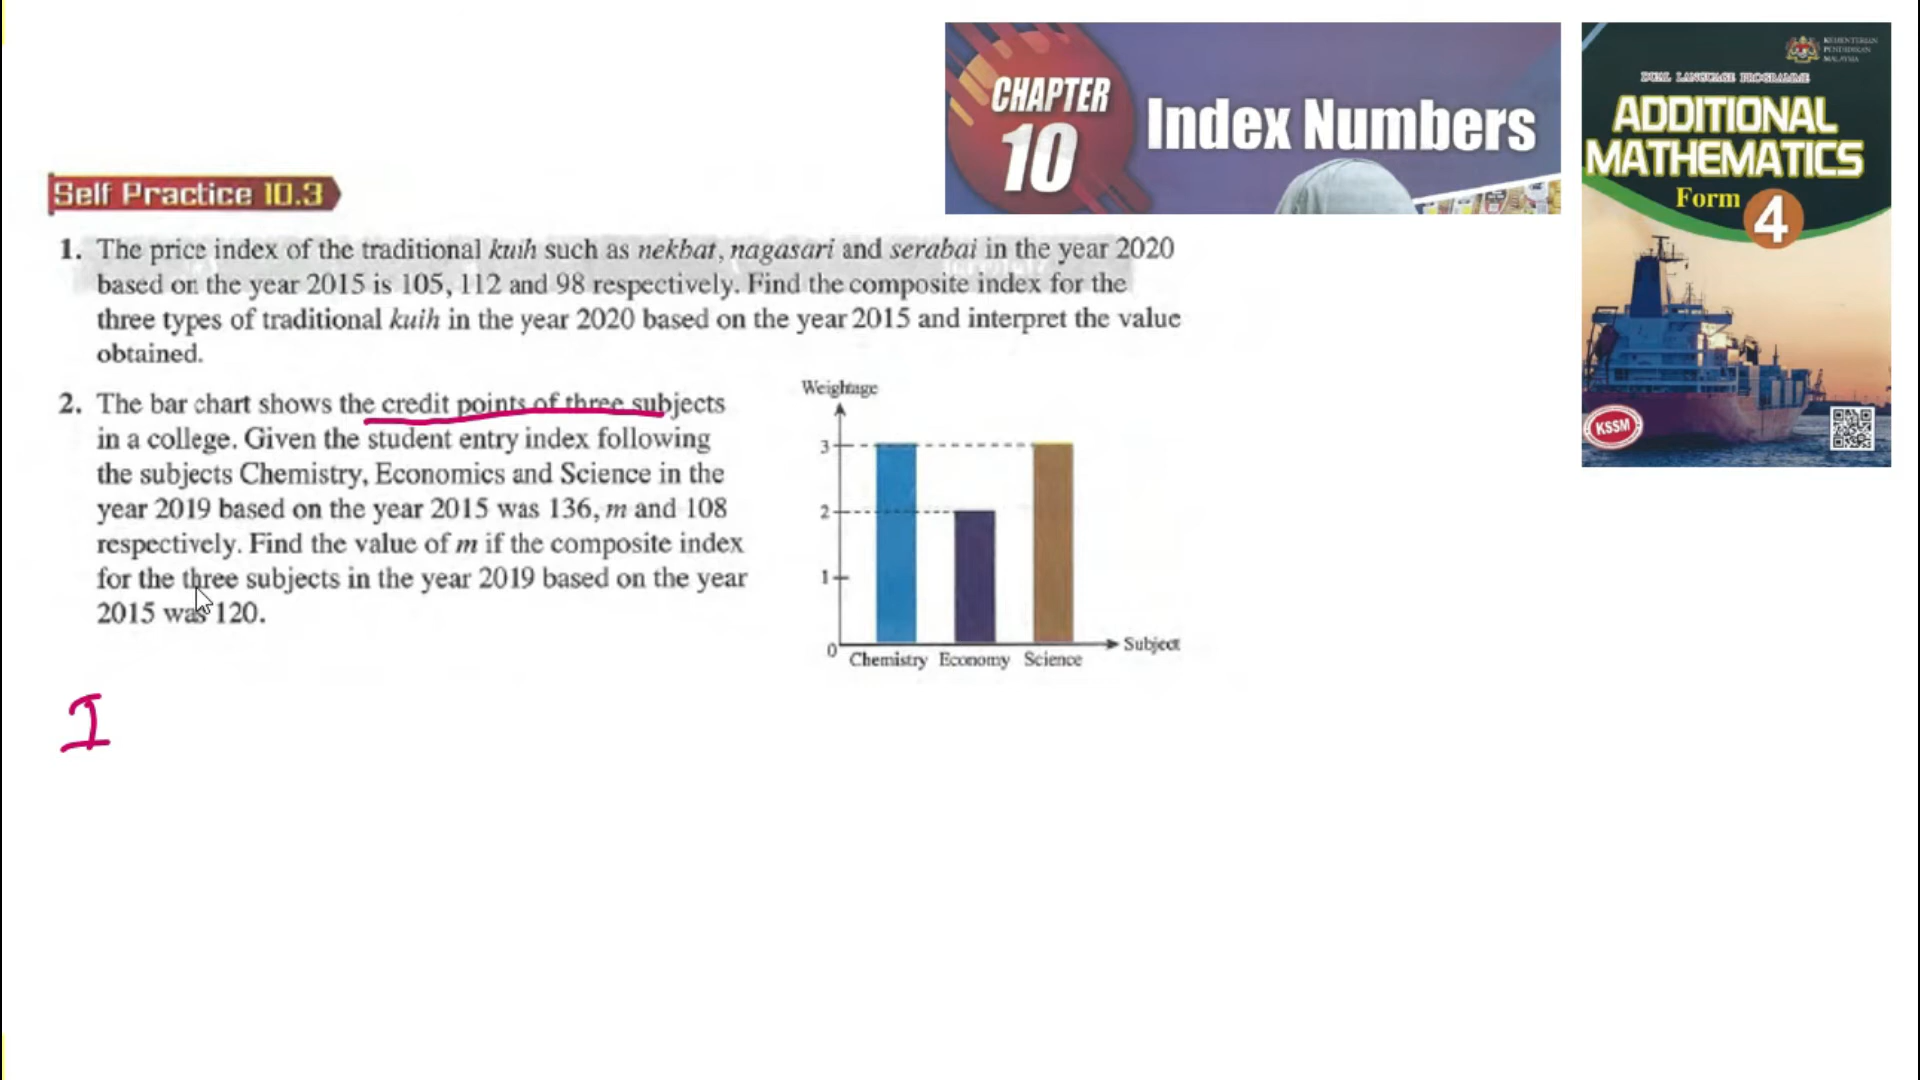 CHAPTER
10
Index Numbers
KEMENTERIAN
PENDIDIKAN
MALAYSIA
DUAL LANGUAGE PROGRAMME
ADDITIONAL
MATHEMATICS
Form 4
KSSM
Self Practice 10.3
1. The price index of the traditional kuih such as nekbat, nagasari and serabai in the year 2020
based on the year 2015 is 105, 112 and 98 respectively. Find the composite index for the
three types of traditional kuih in the year 2020 based on the year 2015 and interpret the value
obtained.
2. The bar chart shows the credit points of three subjects
in a college. Given the student entry index following
the subjects Chemistry, Economics and Science in the
year 2019 based on the year 2015 was 136, m and 108
respectively. Find the value of m if the composite index
for the three subjects in the year 2019 based on the year
2015 was 120.
Weightage
3
2
1
0
Chemistry Economy Science
Subject
I